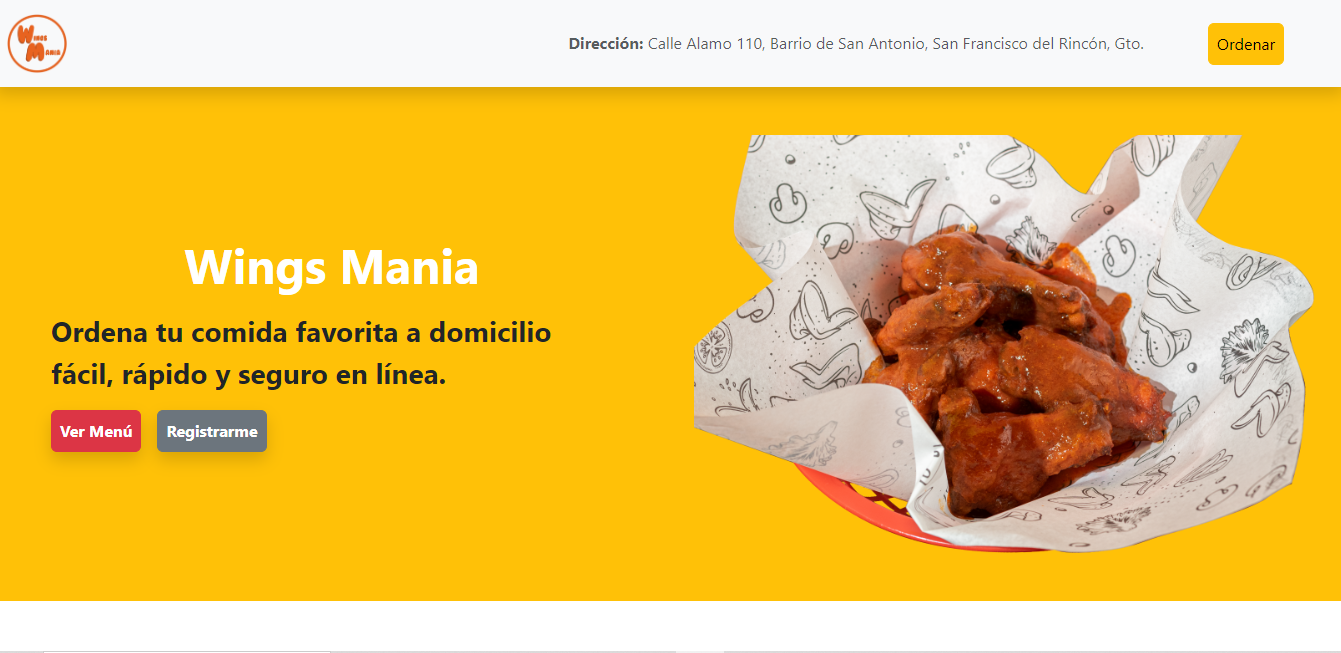 Wings
Mania
Dirección: Calle Alamo 110, Barrio de San Antonio, San Francisco del Rincón, Gto.
Ordenar
Wings Mania
Ordena tu comida favorita a domicilio
fácil, rápido y seguro en línea.
Ver Menú
Registrarme